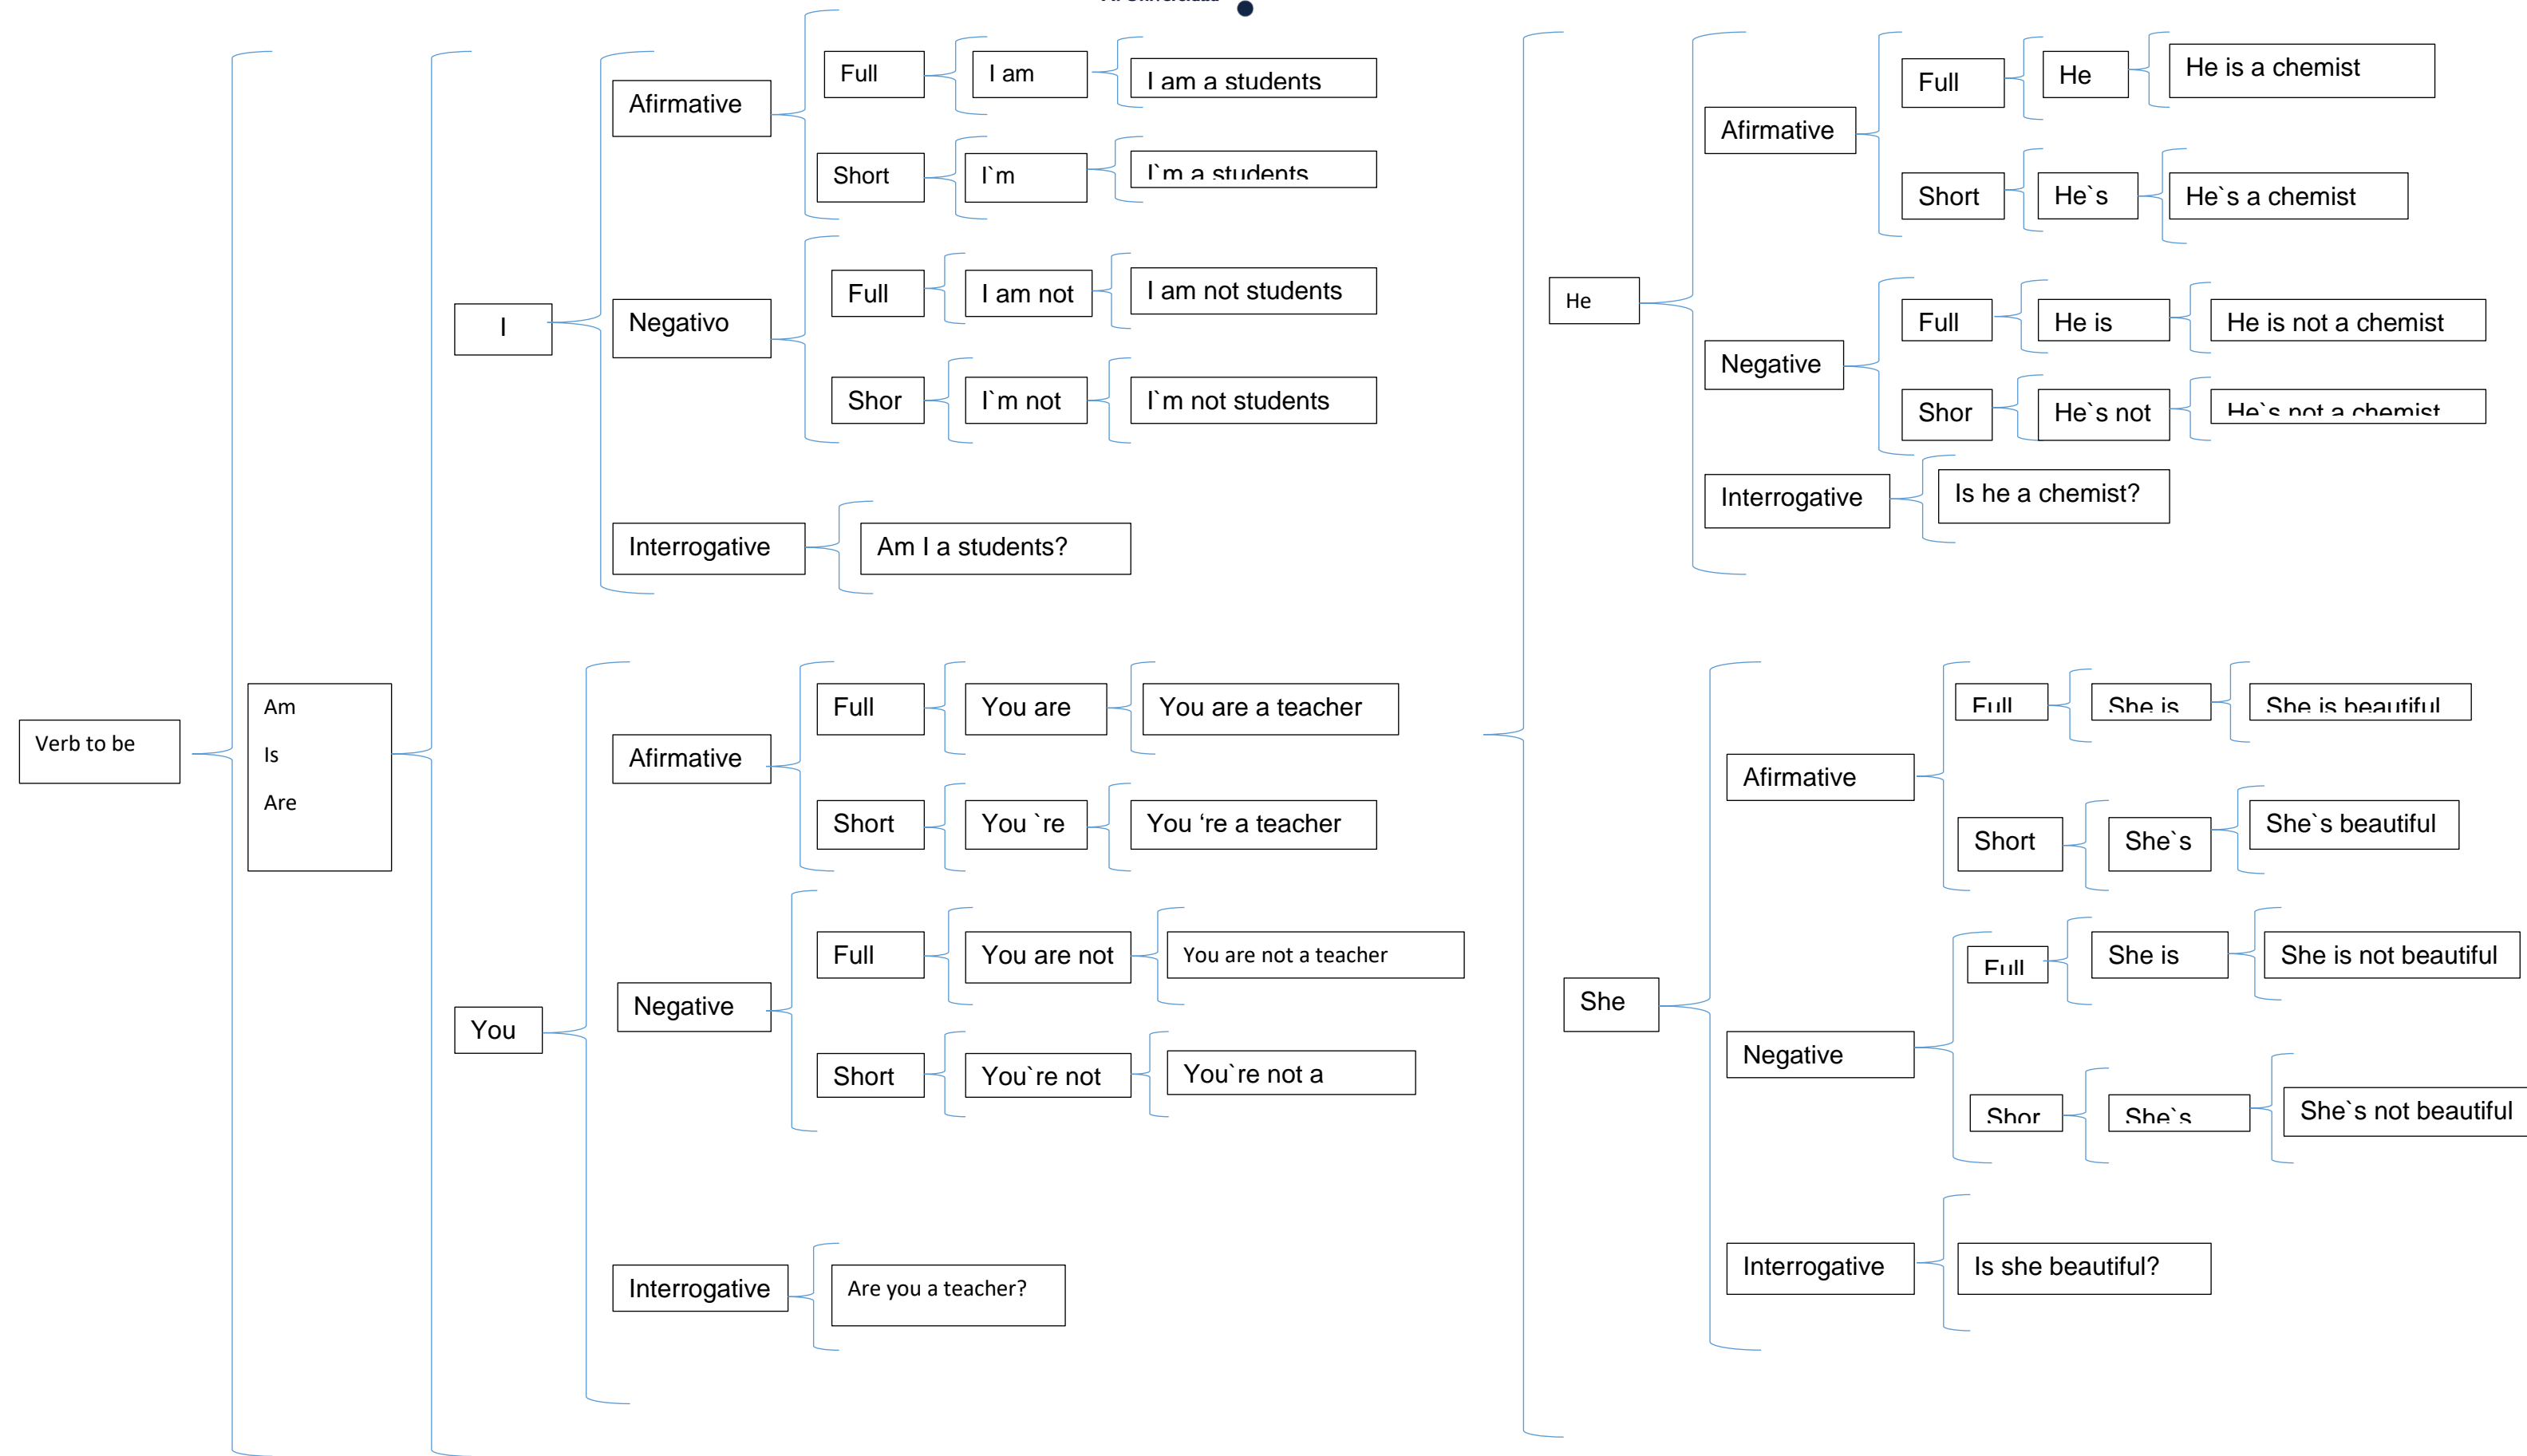 Verb to be
Am
Is
Are
I
Afirmative
Full
I am
I am a students
Short
I`m
I`m a students
Negativo
Full
I am not
I am not students
Shor
I`m not
I`m not students
Interrogative
Am I a students?
You
Afirmative
Full
You are
You are a teacher
Short
You `re
You ‘re a teacher
Negative
Full
You are not
You are not a teacher
Short
You`re not
You`re not a
Interrogative
Are you a teacher?
He
Afirmative
Full
He
He is a chemist
Short
He`s
He`s a chemist
Negative
Full
He is
He is not a chemist
Shor
He`s not
He`s not a chemist
Interrogative
Is he a chemist?
She
Afirmative
Full
She is
She is beautiful
Short
She`s
She`s beautiful
Negative
Full
She is
She is not beautiful
Shor
She`s
She`s not beautiful
Interrogative
Is she beautiful?